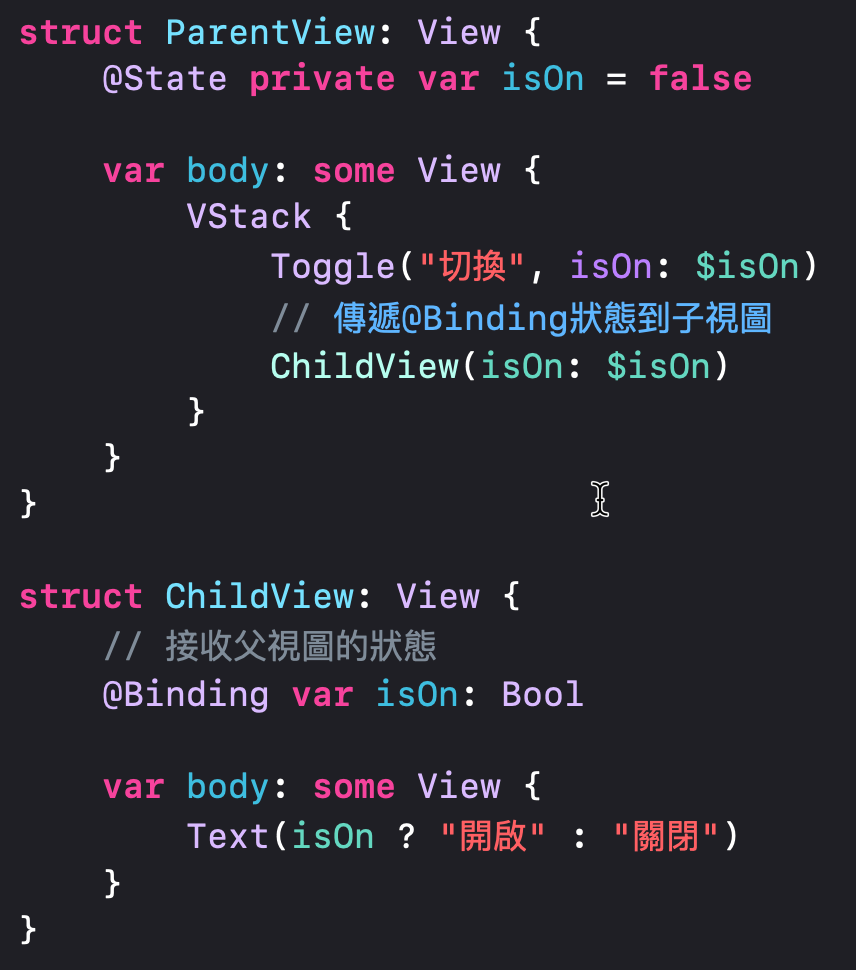 struct ParentView: View {
    @State private var isOn = false

    var body: some View {
        VStack {
            Toggle("切換", isOn: $isOn)
            // 傳遞@Binding狀態到子視圖
            ChildView(isOn: $isOn)
        }
    }
}

struct ChildView: View {
    // 接收父視圖的狀態
    @Binding var isOn: Bool

    var body: some View {
        Text(isOn ? "開啟" : "關閉")
    }
}